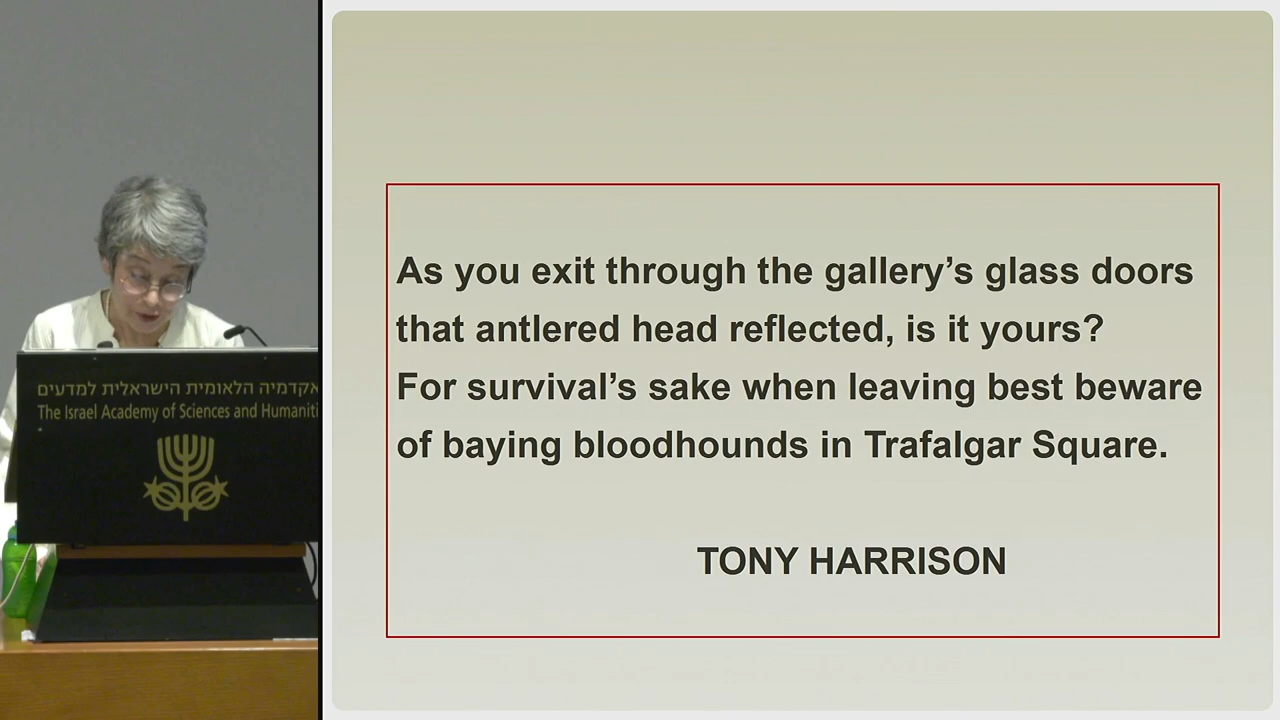 אקדמיה הלאומית הישראלית למדעים
The Israel Academy of Sciences and Humaniti
As you exit through the gallery’s glass doors
that antlered head reflected, is it yours?
For survival’s sake when leaving best beware
of baying bloodhounds in Trafalgar Square.
TONY HARRISON